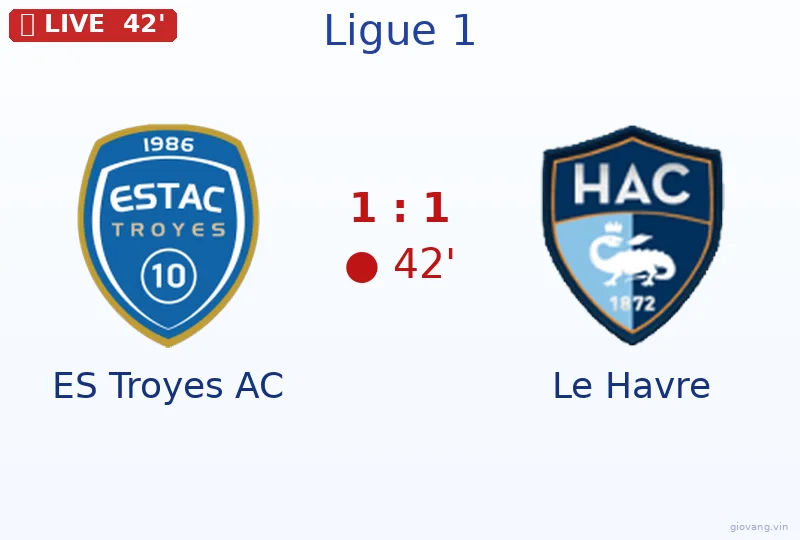 LIVE 42'
Ligue 1
1986
ESTAC
TROYES
10
1 : 1
● 42'
HAC
1872
ES Troyes AC
Le Havre
giovang.vin